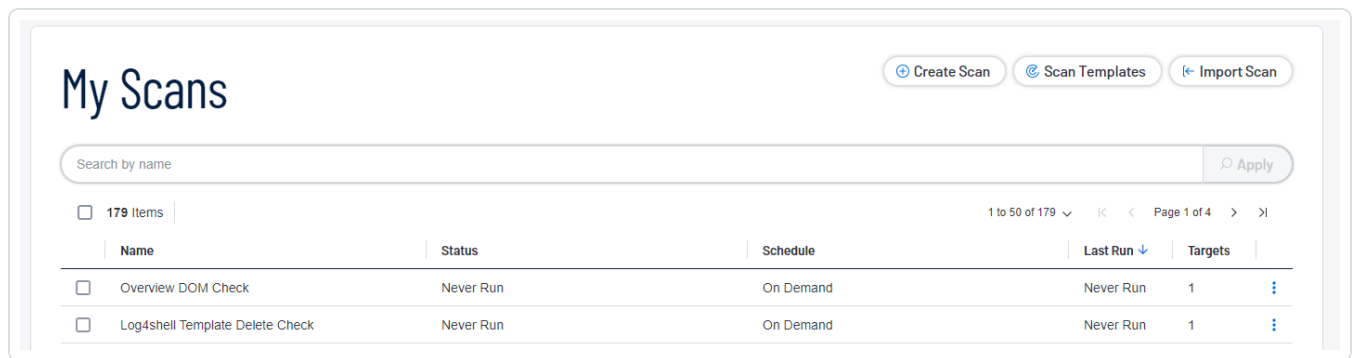 My Scans
Create Scan Scan Templates Import Scan
Search by name Apply
179 Items 1 to 50 of 179 Page 1 of 4
Name Status Schedule Last Run Targets
Overview DOM Check Never Run On Demand Never Run 1
Log4shell Template Delete Check Never Run On Demand Never Run 1